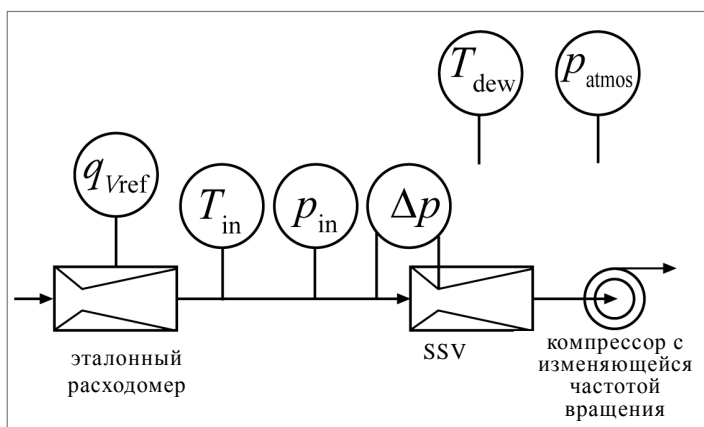 T_dew
p_atmos
q_Vref
T_in
p_in
Δp
эталонный
расходомер
SSV
компрессор с
изменяющейся
частотой
вращения